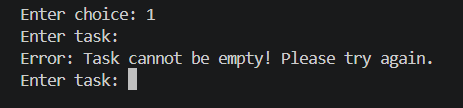 Enter choice: 1
Enter task:
Error: Task cannot be empty! Please try again.
Enter task: